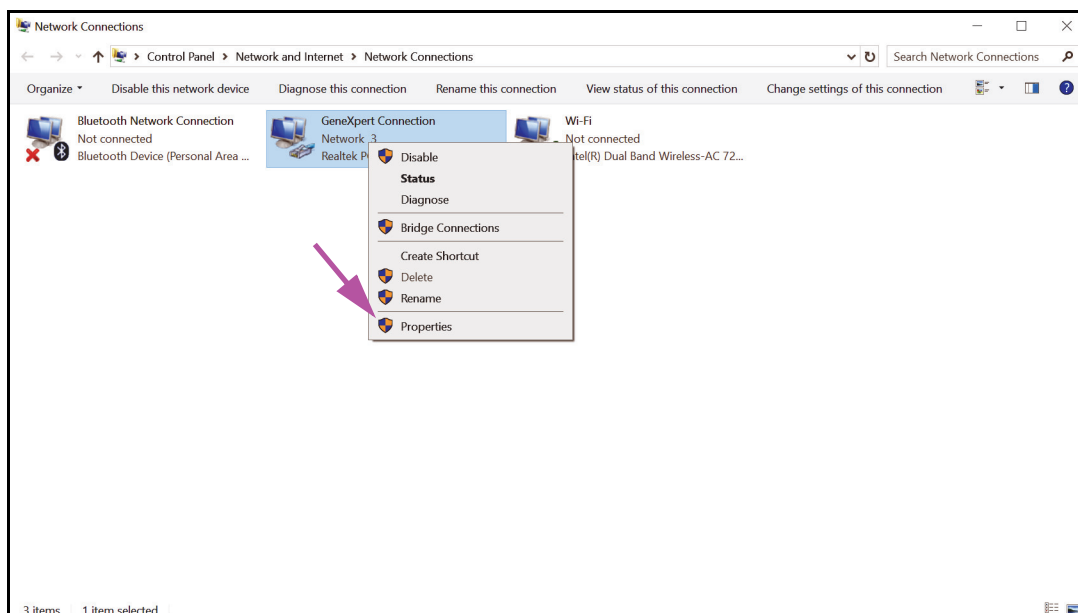 Network Connections
Control Panel > Network and Internet > Network Connections
Search Network Connections
Organize
Disable this network device
Diagnose this connection
Rename this connection
View status of this connection
Change settings of this connection
Bluetooth Network Connection
Not connected
Bluetooth Device (Personal Area ...
GeneXpert Connection
Network 3
Realtek
Wi-Fi
Not connected
Dual Band Wireless-AC 72...
Disable
Status
Diagnose
Bridge Connections
Create Shortcut
Delete
Rename
Properties
3 items
1 item selected